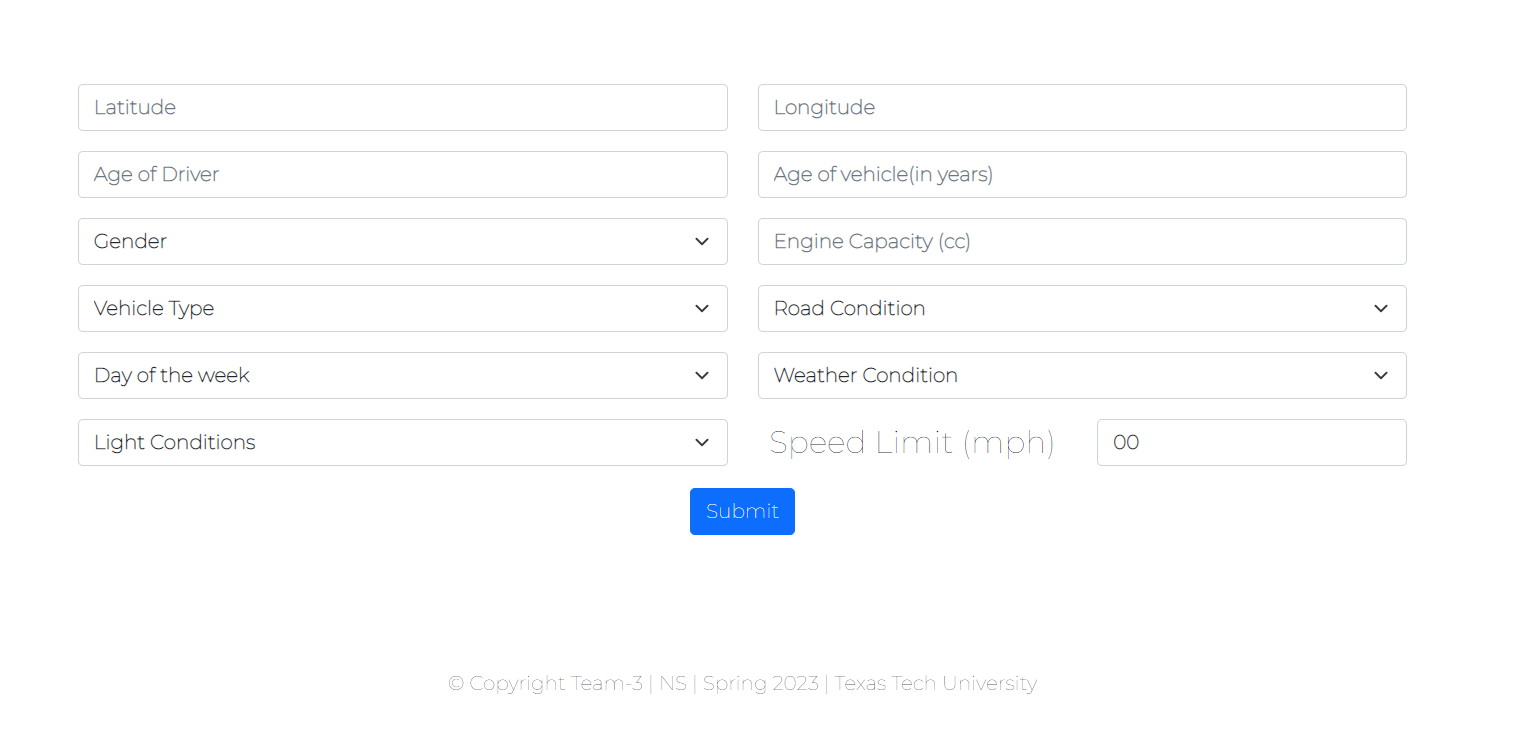 Latitude
Longitude
Age of Driver
Age of vehicle(in years)
Gender
Engine Capacity (cc)
Vehicle Type
Road Condition
Day of the week
Weather Condition
Light Conditions
Speed Limit (mph)
00
Submit
© Copyright Team-3 | NS | Spring 2023 | Texas Tech University